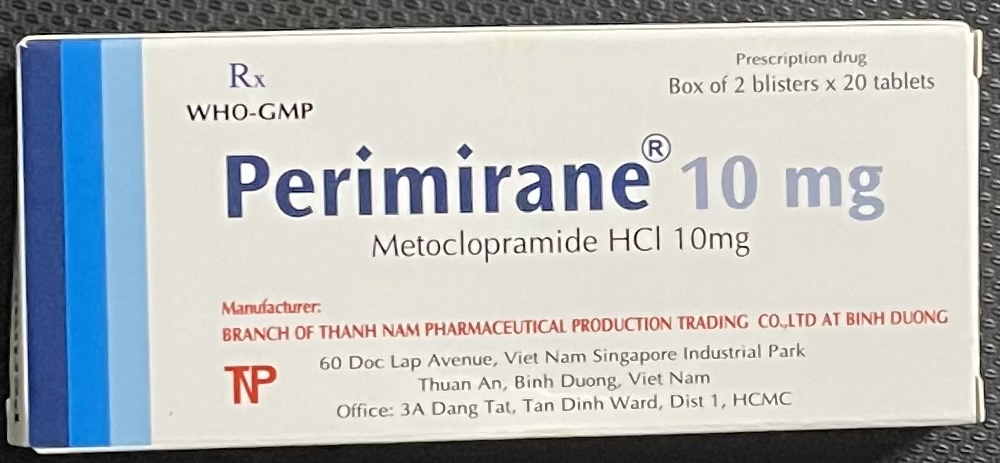 Rx
WHO-GMP
Prescription drug
Box of 2 blisters x 20 tablets
Perimirane® 10 mg
Metoclopramide HCl 10mg
Manufacturer:
BRANCH OF THANH NAM PHARMACEUTICAL PRODUCTION TRADING CO.,LTD AT BINH DUONG
TNP
60 Doc Lap Avenue, Viet Nam Singapore Industrial Park
Thuan An, Binh Duong, Viet Nam
Office: 3A Dang Tat, Tan Dinh Ward, Dist 1, HCMC